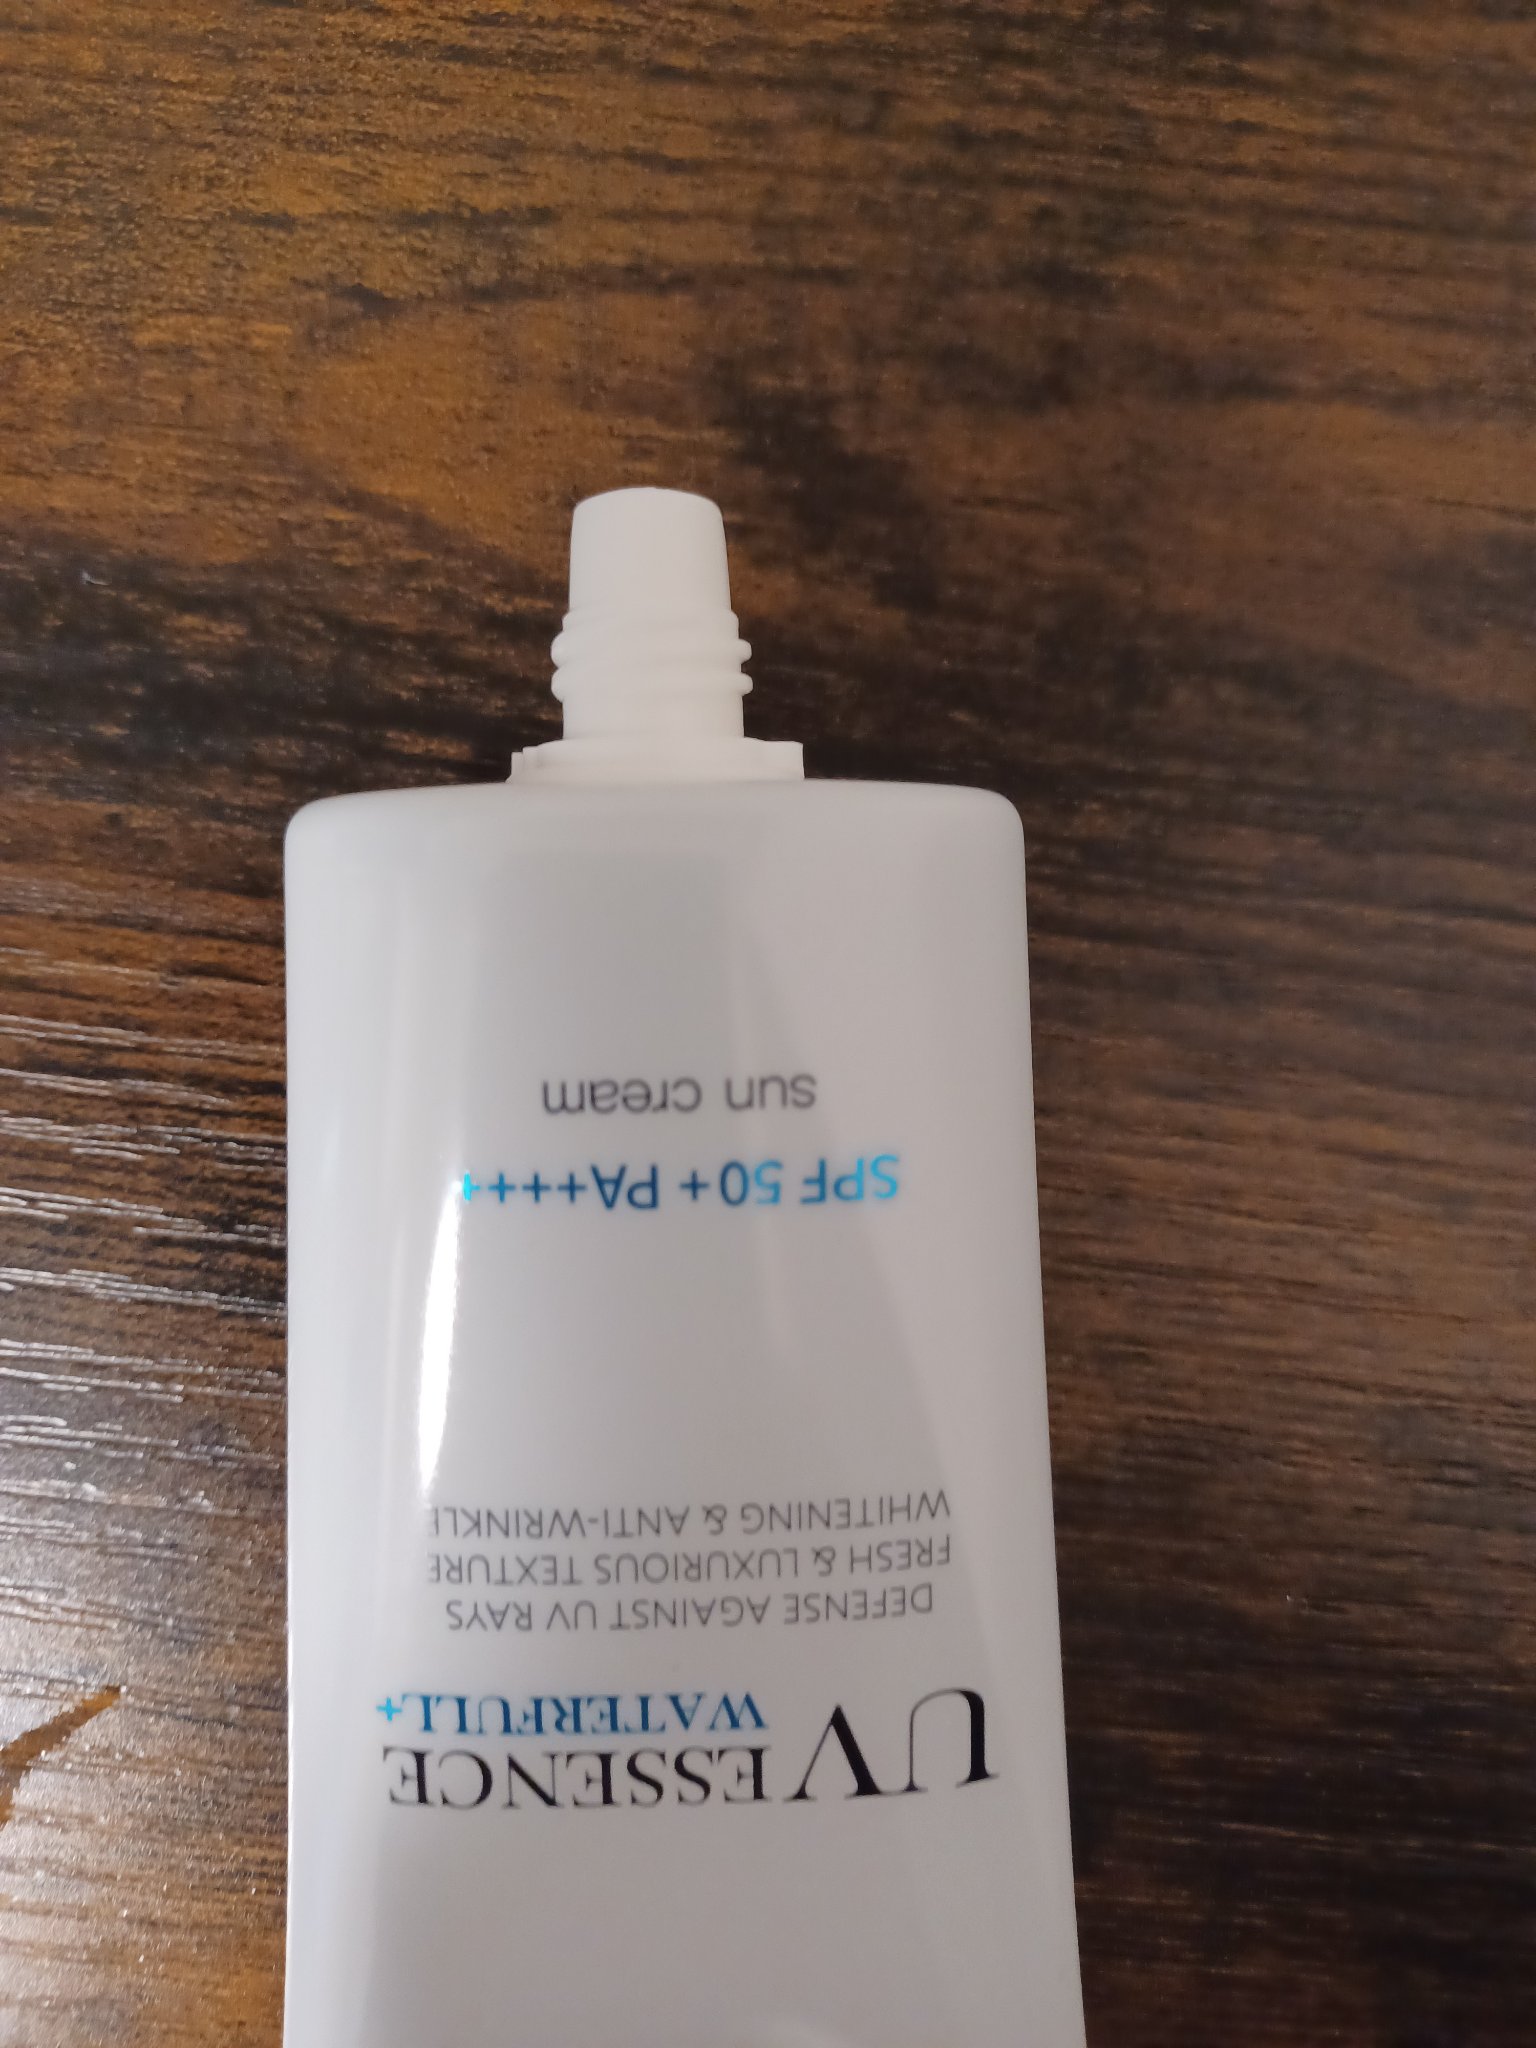 UV ESSENCE
WATERFULL+
DEFENSE AGAINST UV RAYS
FRESH & LUXURIOUS TEXTURE
WHITENING & ANTI-WRINKLE
SPF 50+ PA++++
sun cream